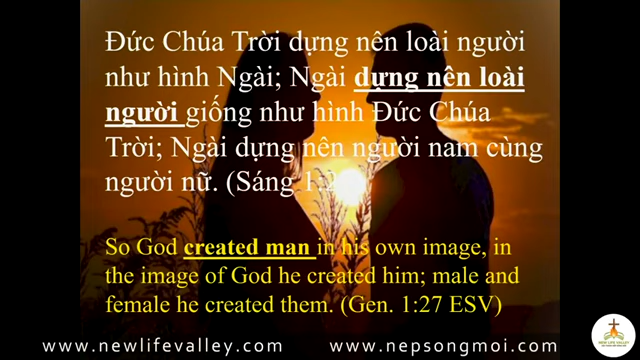 Đức Chúa Trời dựng nên loài người
như hình Ngài; Ngài dựng nên loài
người giống như hình Đức Chúa
Trời; Ngài dựng nên người nam cùng
người nữ. (Sáng
So God created man in his own image, in
the image of God he created him; male and
female he created them. (Gen. 1:27 ESV)
www.newlifevalley.com www.nepsongmoi.com
NEW LIFE VALLEY